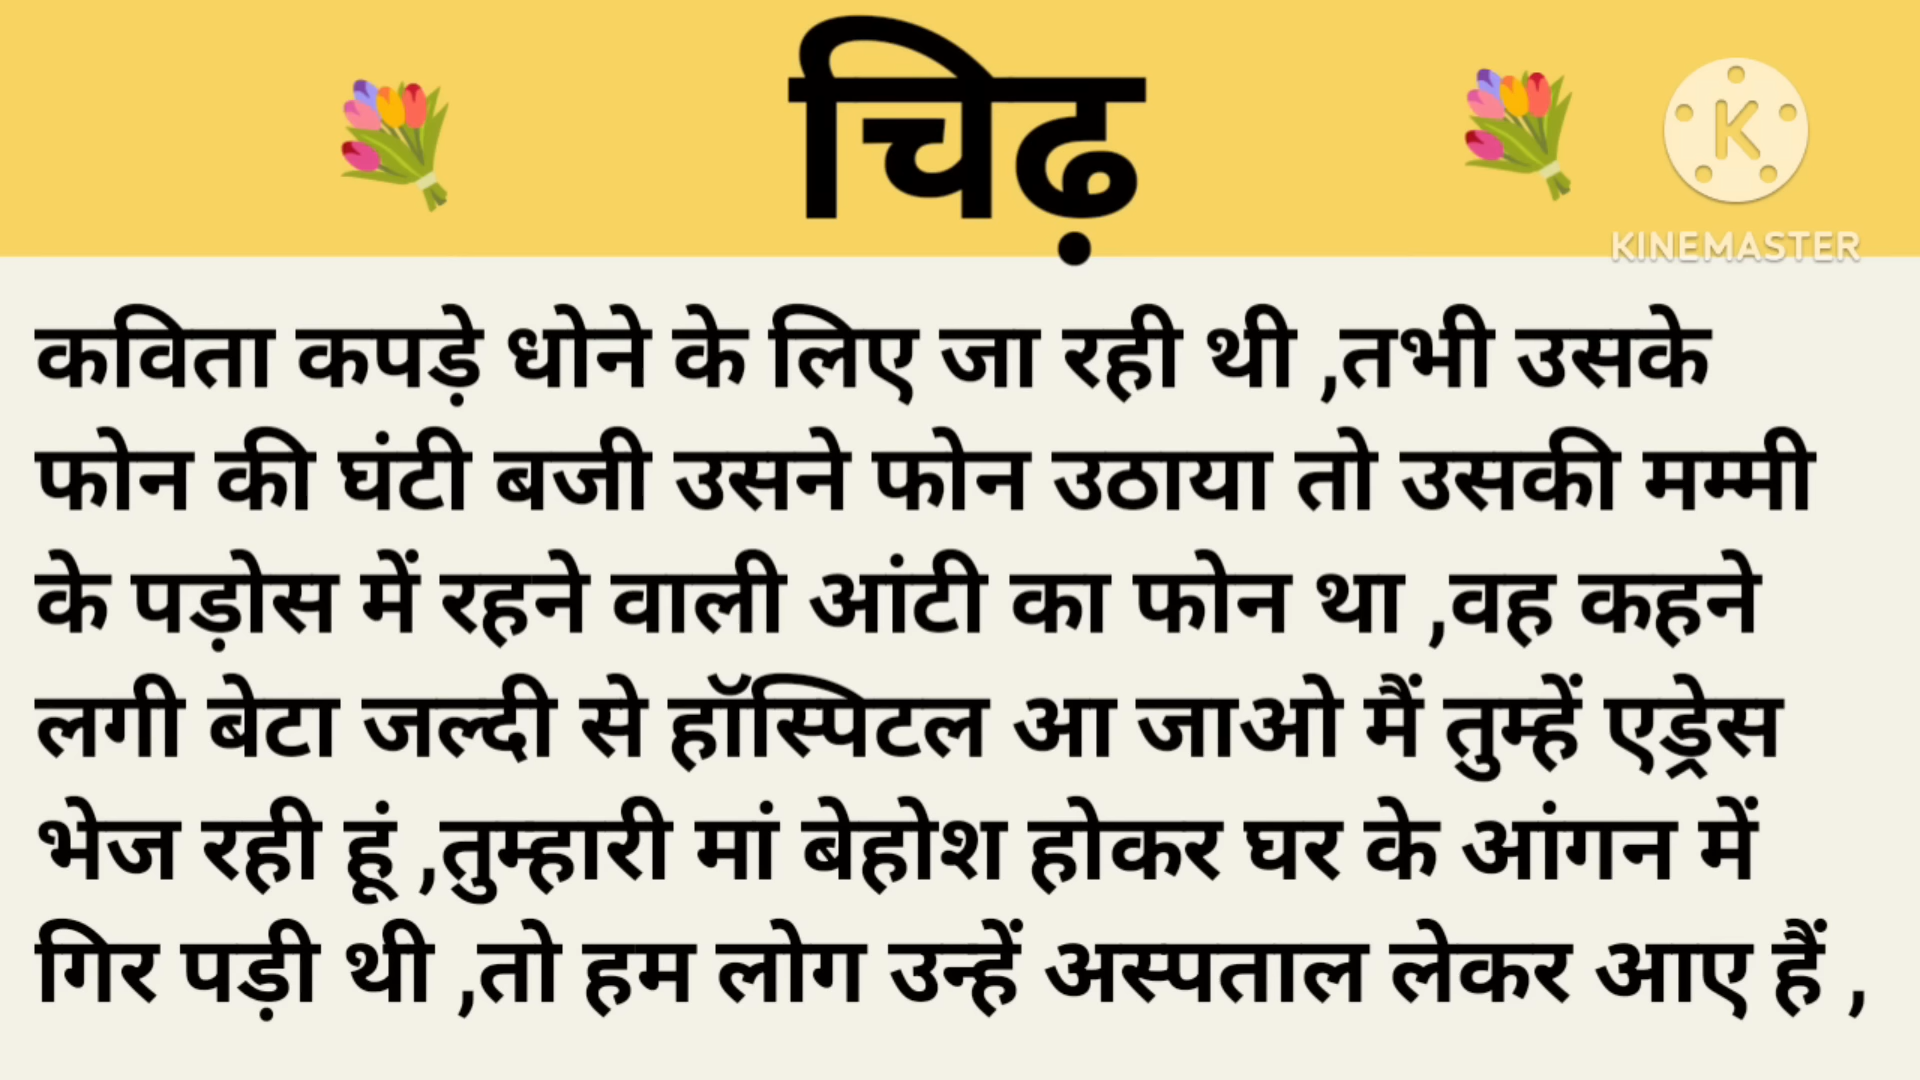 चिढ़
K
KINEMASTER
कविता कपड़े धोने के लिए जा रही थी ,तभी उसके
फोन की घंटी बजी उसने फोन उठाया तो उसकी मम्मी
के पड़ोस में रहने वाली आंटी का फोन था ,वह कहने
लगी बेटा जल्दी से हॉस्पिटल आ जाओ मैं तुम्हें एड्रेस
भेज रही हूं ,तुम्हारी मां बेहोश होकर घर के आंगन में
गिर पड़ी थी ,तो हम लोग उन्हें अस्पताल लेकर आए हैं ,